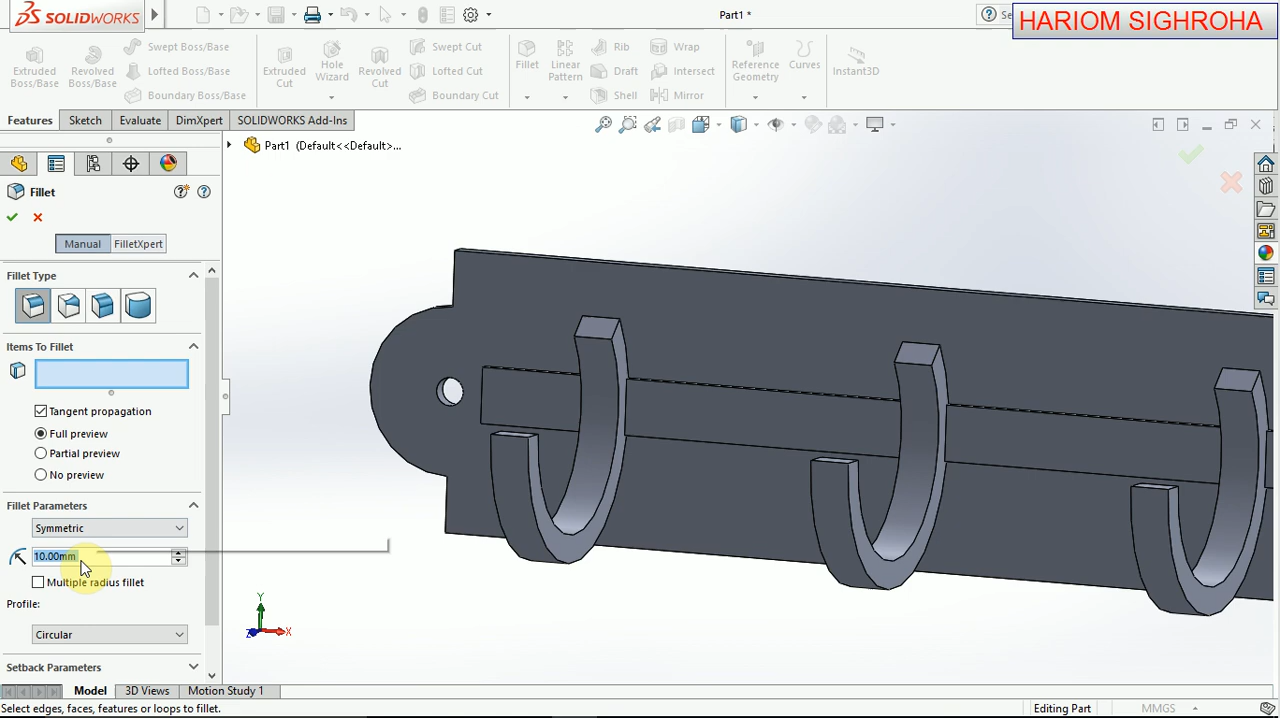 SOLIDWORKS
Part1 *
Se
HARIOM SIGHROHA
Extruded Boss/Base
Revolved Boss/Base
Swept Boss/Base
Lofted Boss/Base
Boundary Boss/Base
Extruded Cut
Hole Wizard
Revolved Cut
Swept Cut
Lofted Cut
Boundary Cut
Fillet
Linear Pattern
Rib
Draft
Shell
Wrap
Intersect
Mirror
Reference Geometry
Curves
Instant3D
Features
Sketch
Evaluate
DimXpert
SOLIDWORKS Add-Ins
Part1 (Default<<Default>...
Fillet
Manual
FilletXpert
Fillet Type
Items To Fillet
Tangent propagation
Full preview
Partial preview
No preview
Fillet Parameters
Symmetric
10.00mm
Multiple radius fillet
Profile:
Circular
Setback Parameters
Y
X
Z
Model
3D Views
Motion Study 1
Select edges, faces, features or loops to fillet.
Editing Part
MMGS